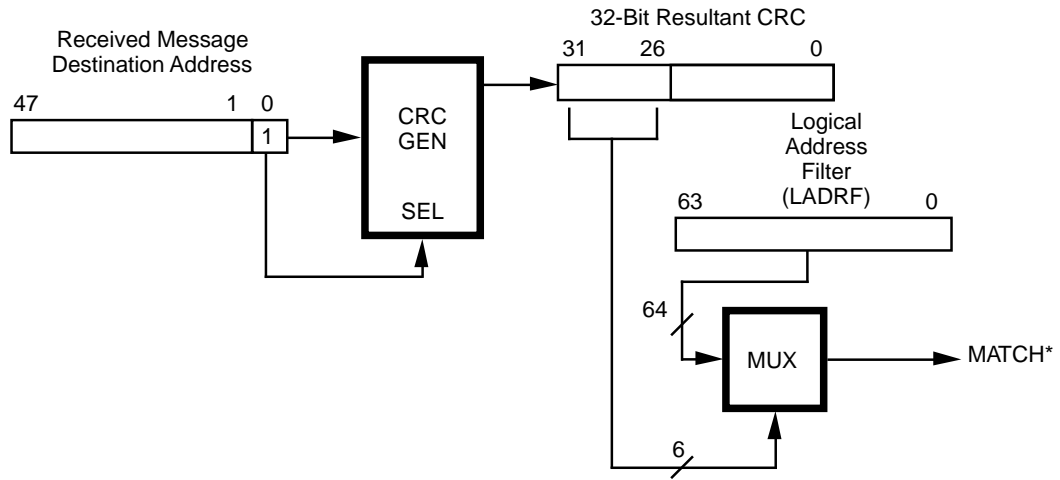 32-Bit Resultant CRC
31 26 0
Received Message
Destination Address
47 1 0
1
CRC
GEN
SEL
Logical
Address
Filter
(LADRF)
63 0
64
MUX
MATCH*
6